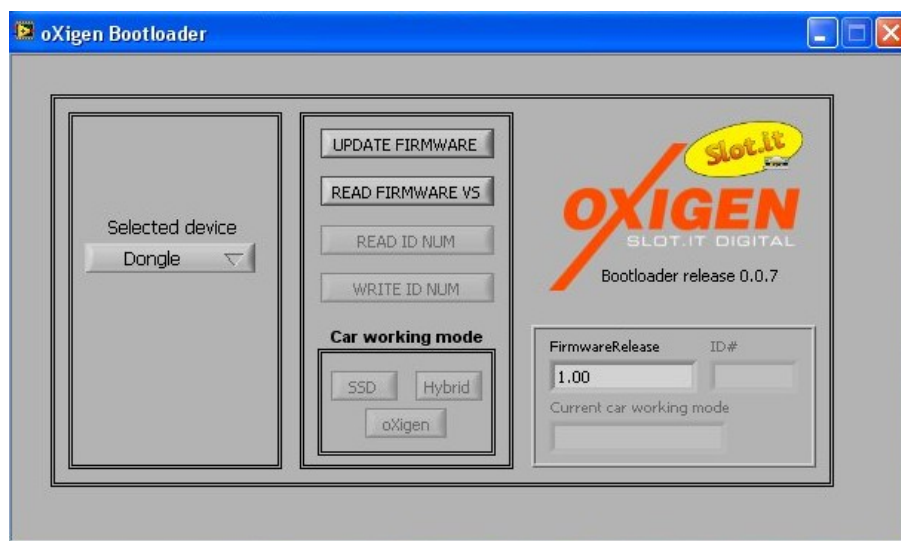 oXigen Bootloader
Selected device
Dongle
UPDATE FIRMWARE
READ FIRMWARE VS
READ ID NUM
WRITE ID NUM
Car working mode
SSD Hybrid
oXigen
Slot.it
OXIGEN
SLOT.IT DIGITAL
Bootloader release 0.0.7
FirmwareRelease ID#
1.00
Current car working mode